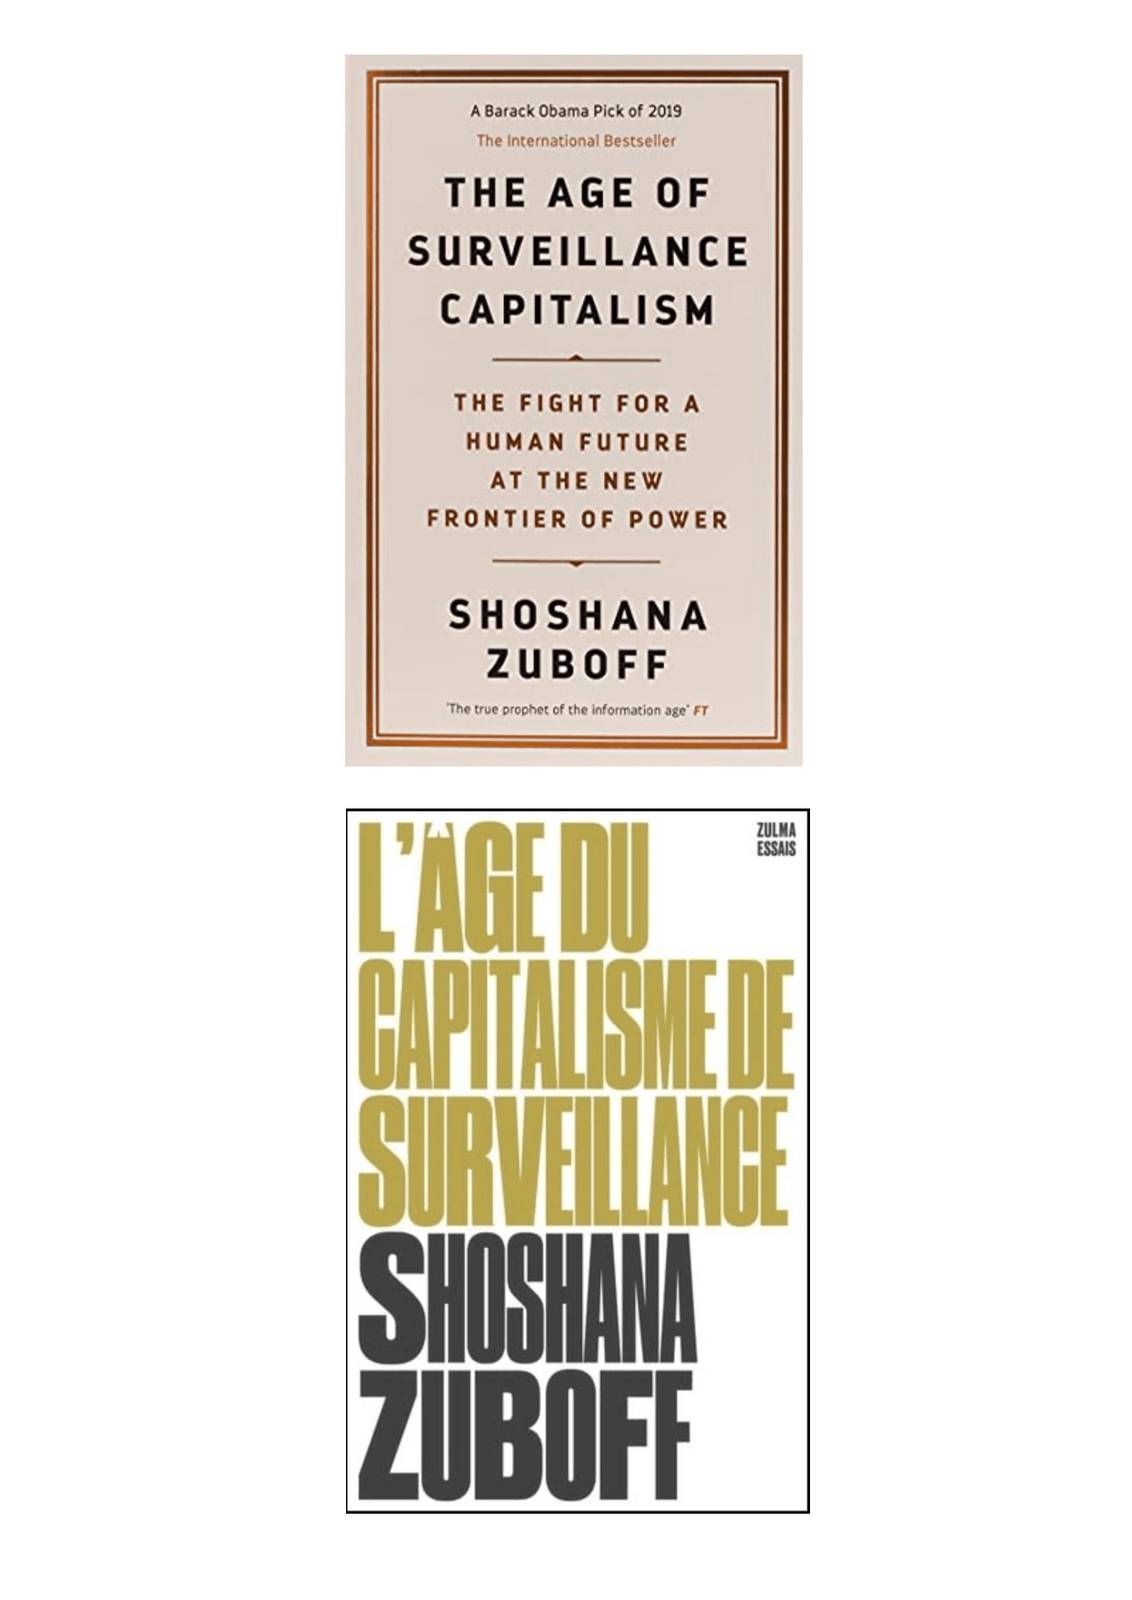 A Barack Obama Pick of 2019
The International Bestseller
THE AGE OF
SURVEILLANCE
CAPITALISM
THE FIGHT FOR A
HUMAN FUTURE
AT THE NEW
FRONTIER OF POWER
SHOSHANA
ZUBOFF
'The true prophet of the information age' FT
ZULMA
ESSAIS
L'ÂGE DU
CAPITALISME DE
SURVEILLANCE
SHOSHANA
ZUBOFF